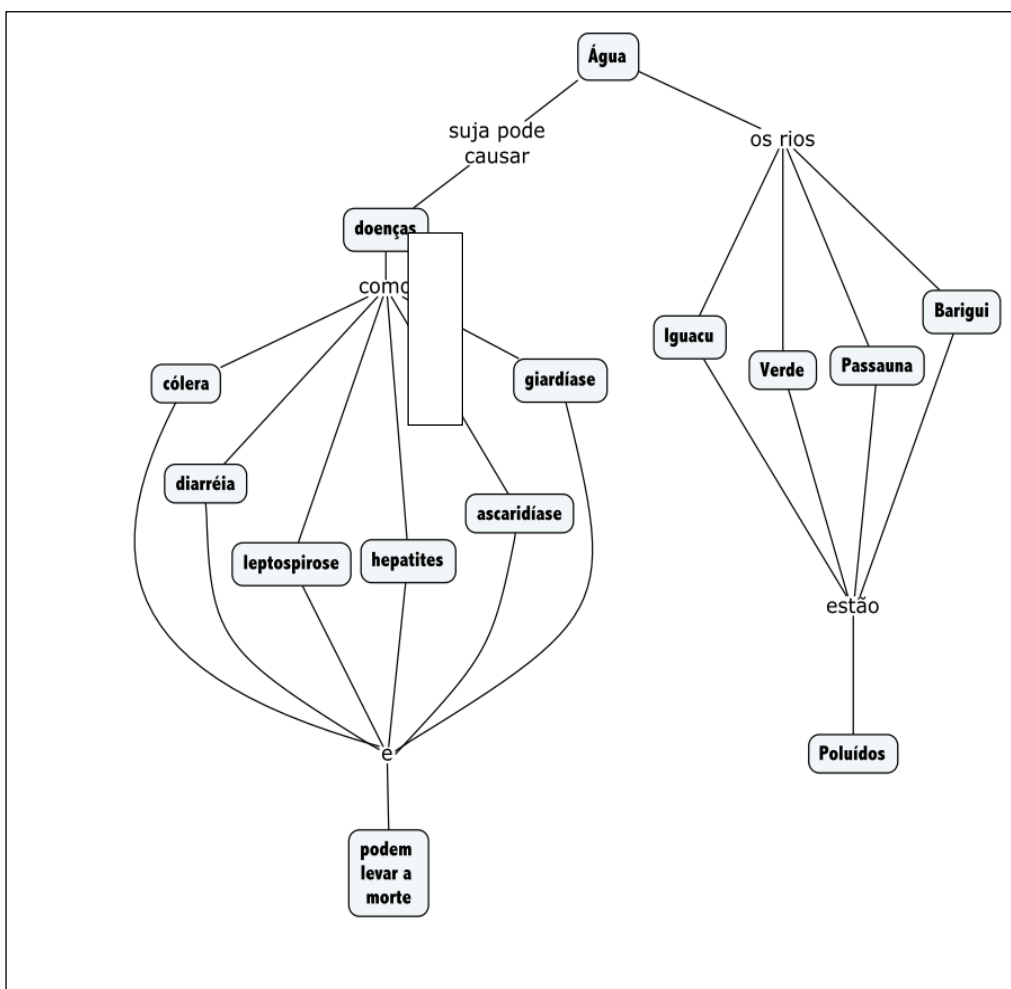 Água
suja pode
causar
os rios
doenças
como
Iguacu
Verde
Passauna
Barigui
cólera
diarréia
leptospirose
hepatites
ascaridíase
giardíase
estão
e
Poluídos
podem
levar a
morte